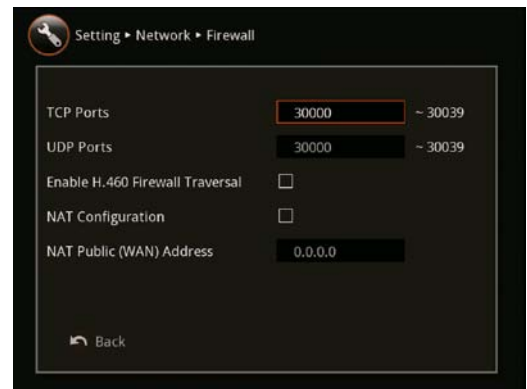 Setting ▸ Network ▸ Firewall
TCP Ports 30000 ~ 30039
UDP Ports 30000 ~ 30039
Enable H.460 Firewall Traversal
NAT Configuration
NAT Public (WAN) Address 0.0.0.0
Back